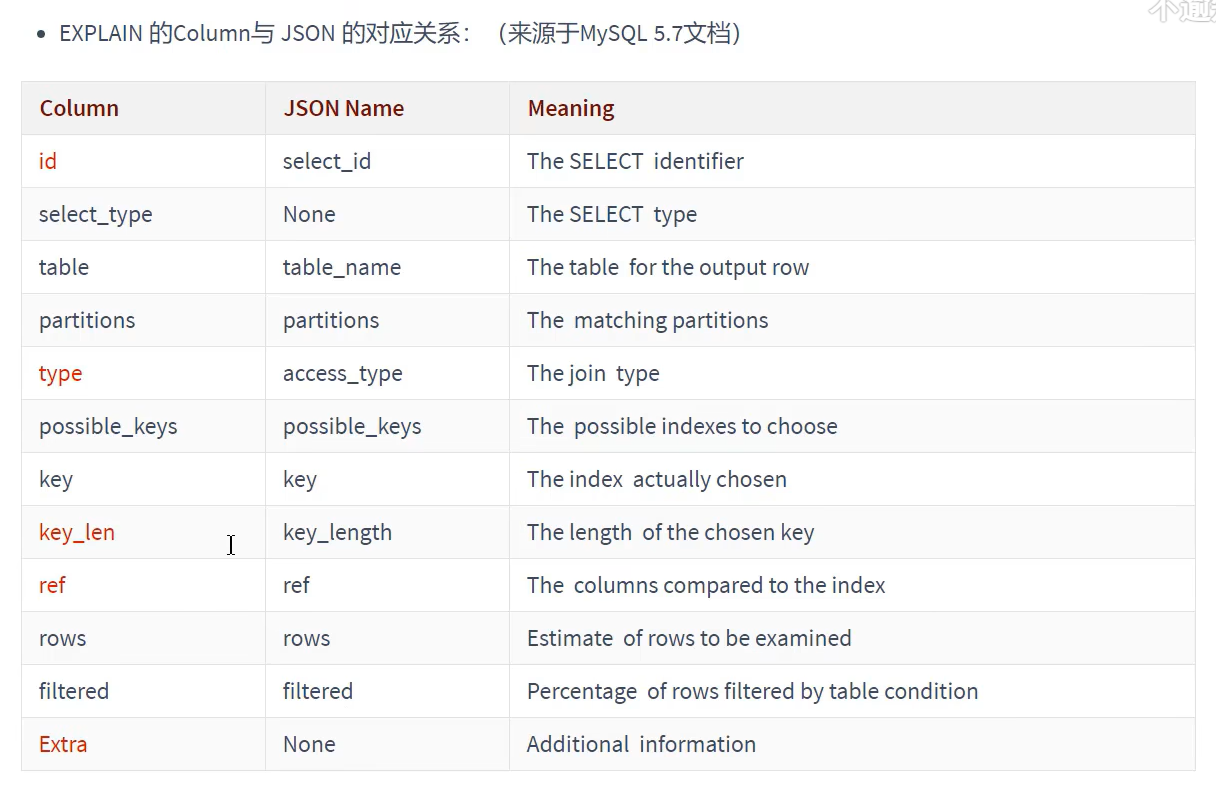 个通
EXPLAIN 的Column与 JSON 的对应关系：（来源于MySQL 5.7文档）
Column JSON Name Meaning
id select_id The SELECT identifier
select_type None The SELECT type
table table_name The table for the output row
partitions partitions The matching partitions
type access_type The join type
possible_keys possible_keys The possible indexes to choose
key key The index actually chosen
key_len key_length The length of the chosen key
ref ref The columns compared to the index
rows rows Estimate of rows to be examined
filtered filtered Percentage of rows filtered by table condition
Extra None Additional information